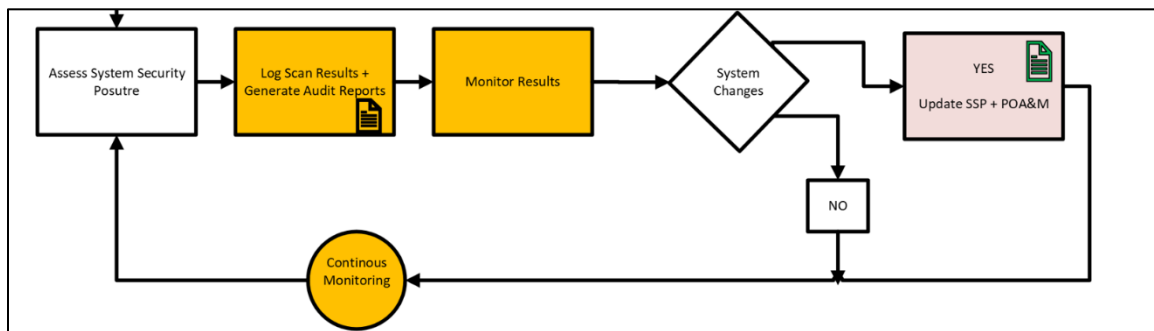 Assess System Security
Posutre
Log Scan Results +
Generate Audit Reports
Monitor Results
System
Changes
YES
Update SSP + POA&M
NO
Continous
Monitoring